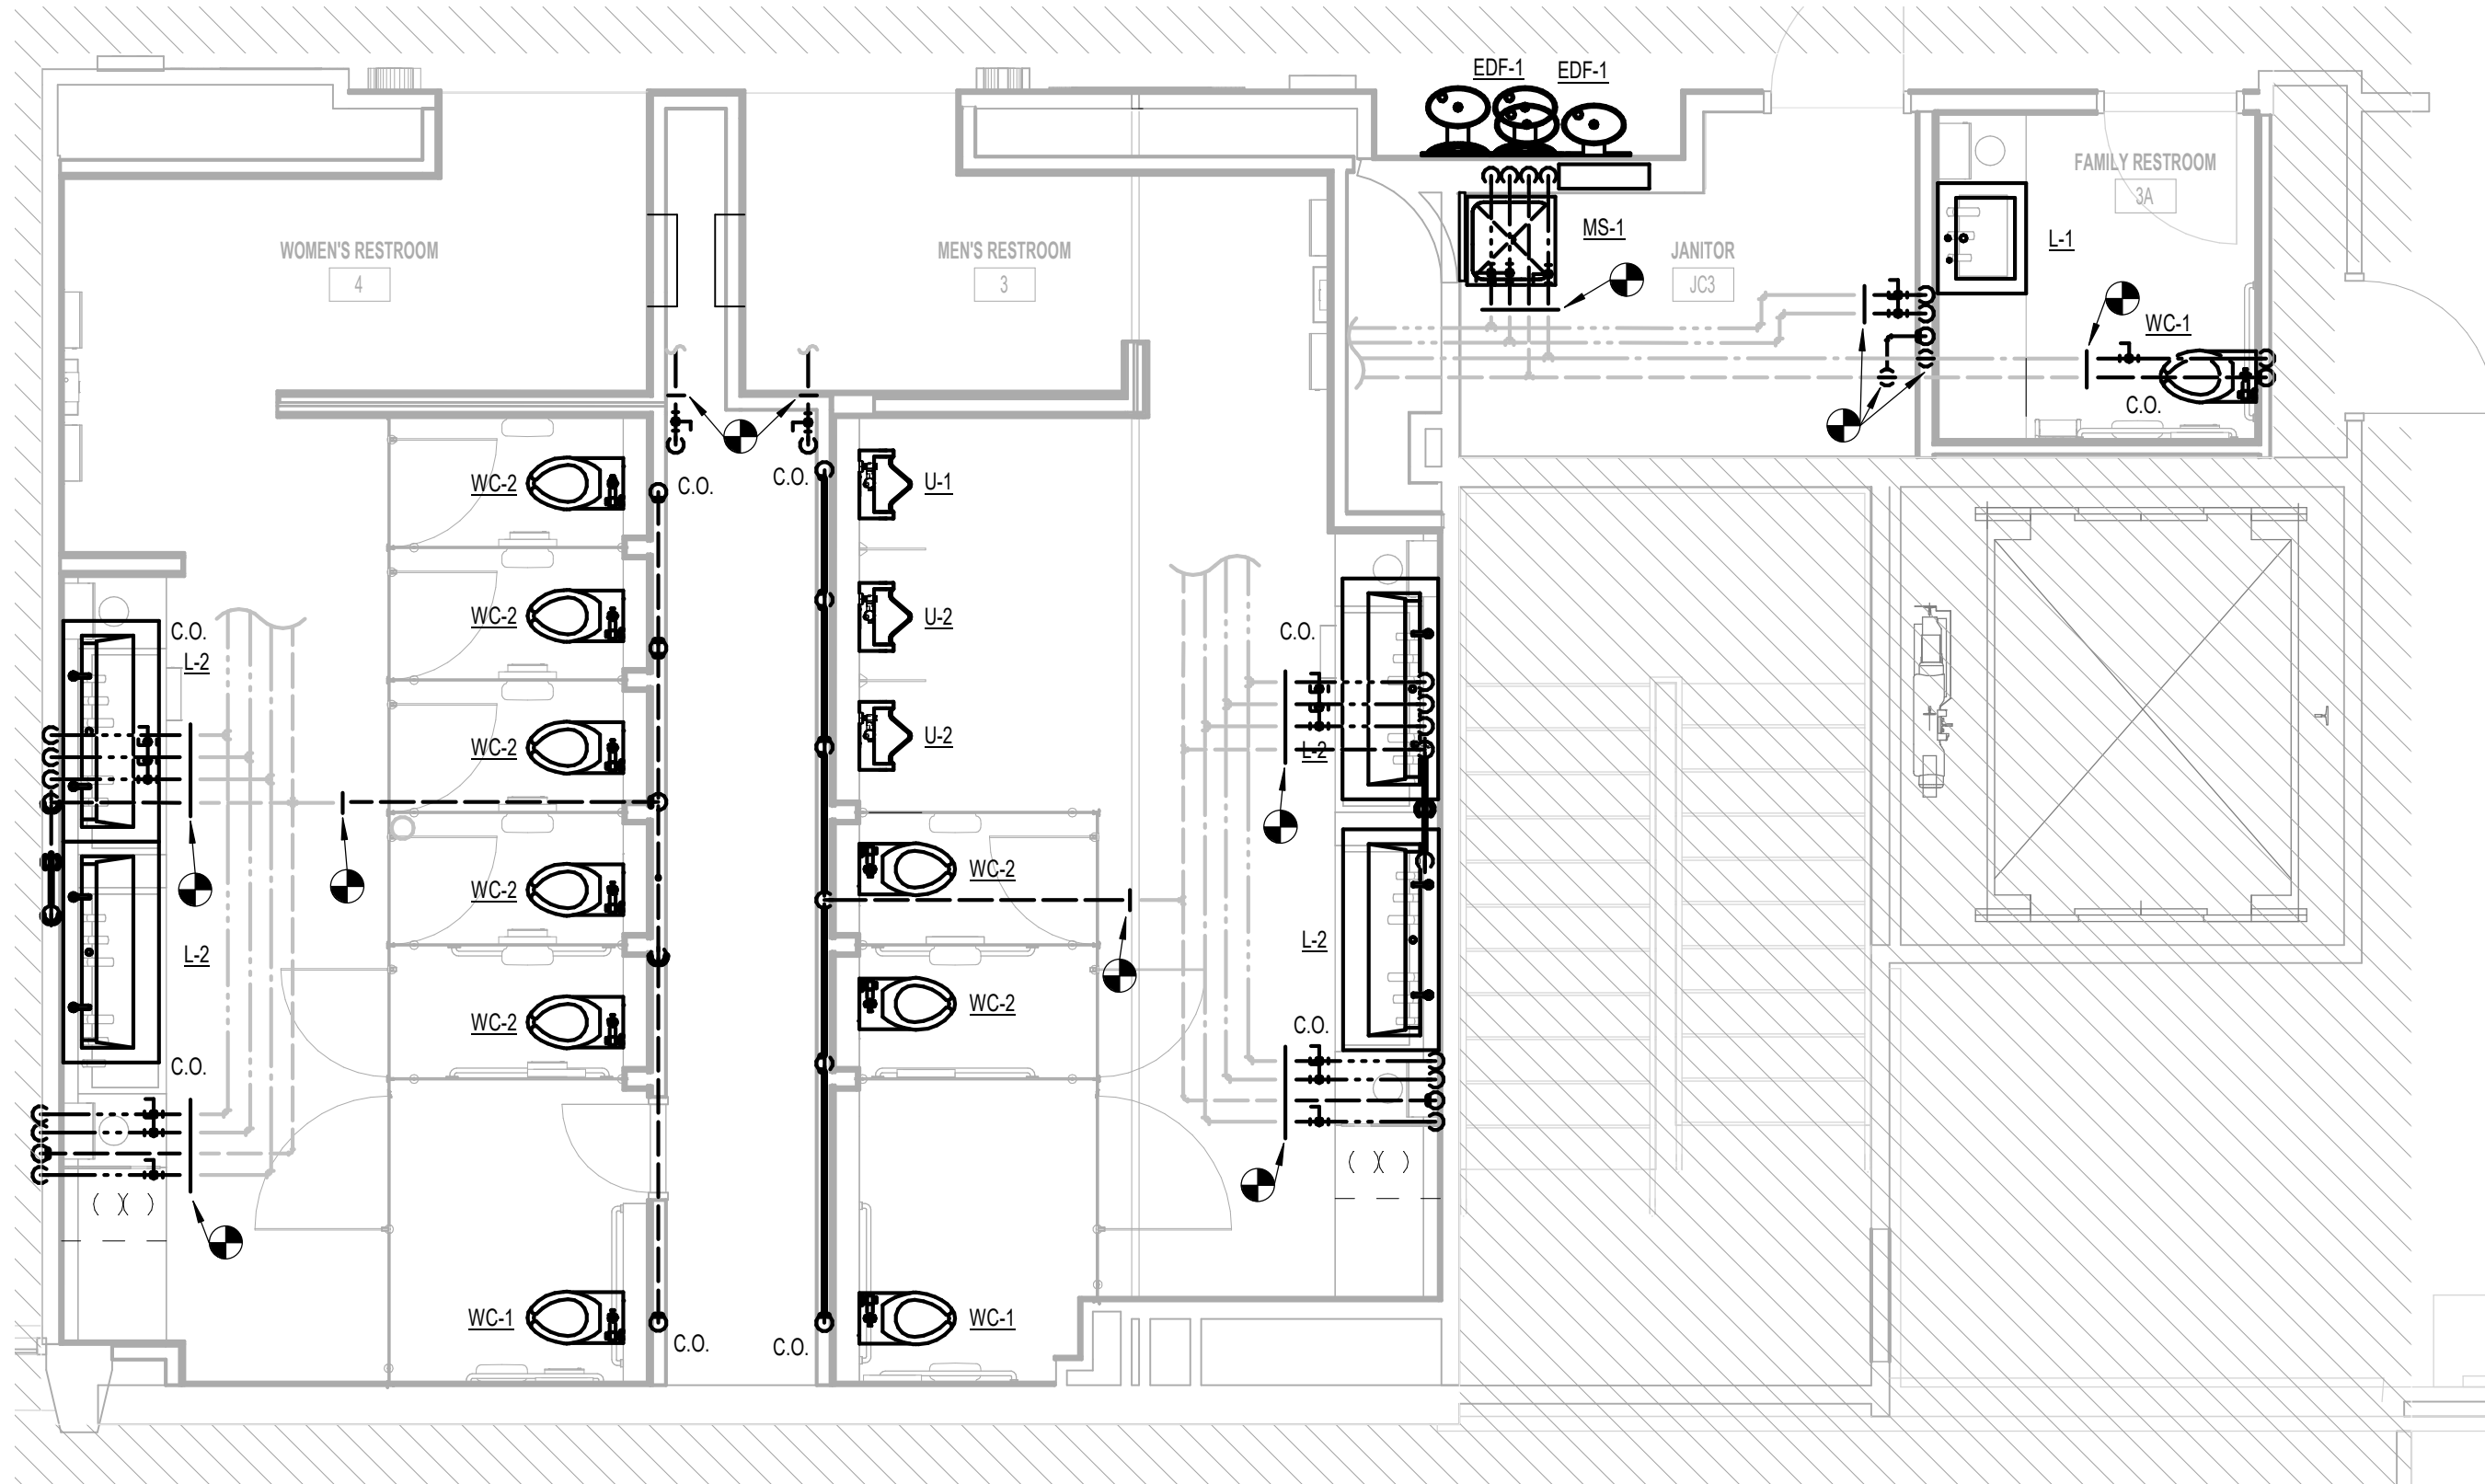 EDF-1 EDF-1
FAMILY RESTROOM
3A
WOMEN'S RESTROOM
4
MEN'S RESTROOM
3
MS-1
JANITOR
JC3
L-1
WC-1
C.O.
WC-2
C.O.
C.O.
U-1
WC-2
U-2
C.O.
L-2
C.O.
WC-2
U-2
L-2
WC-2
WC-2
L-2
L-2
WC-2
WC-2
C.O.
C.O.
WC-1
WC-1
C.O.
C.O.